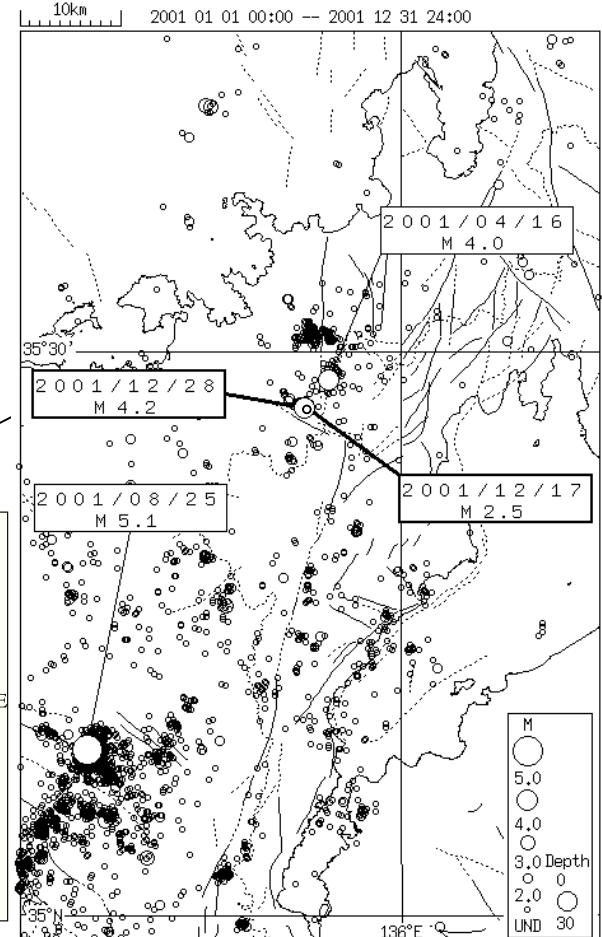 10km 2001 01 01 00:00 -- 2001 12 31 24:00
2001/04/16
M 4.0
35°30'
2001/12/28
M 4.2
2001/12/17
M 2.5
2001/08/25
M 5.1
E
M
5.0
4.0
3.0 Depth
0
2.0
UND 30
35°N
136°E